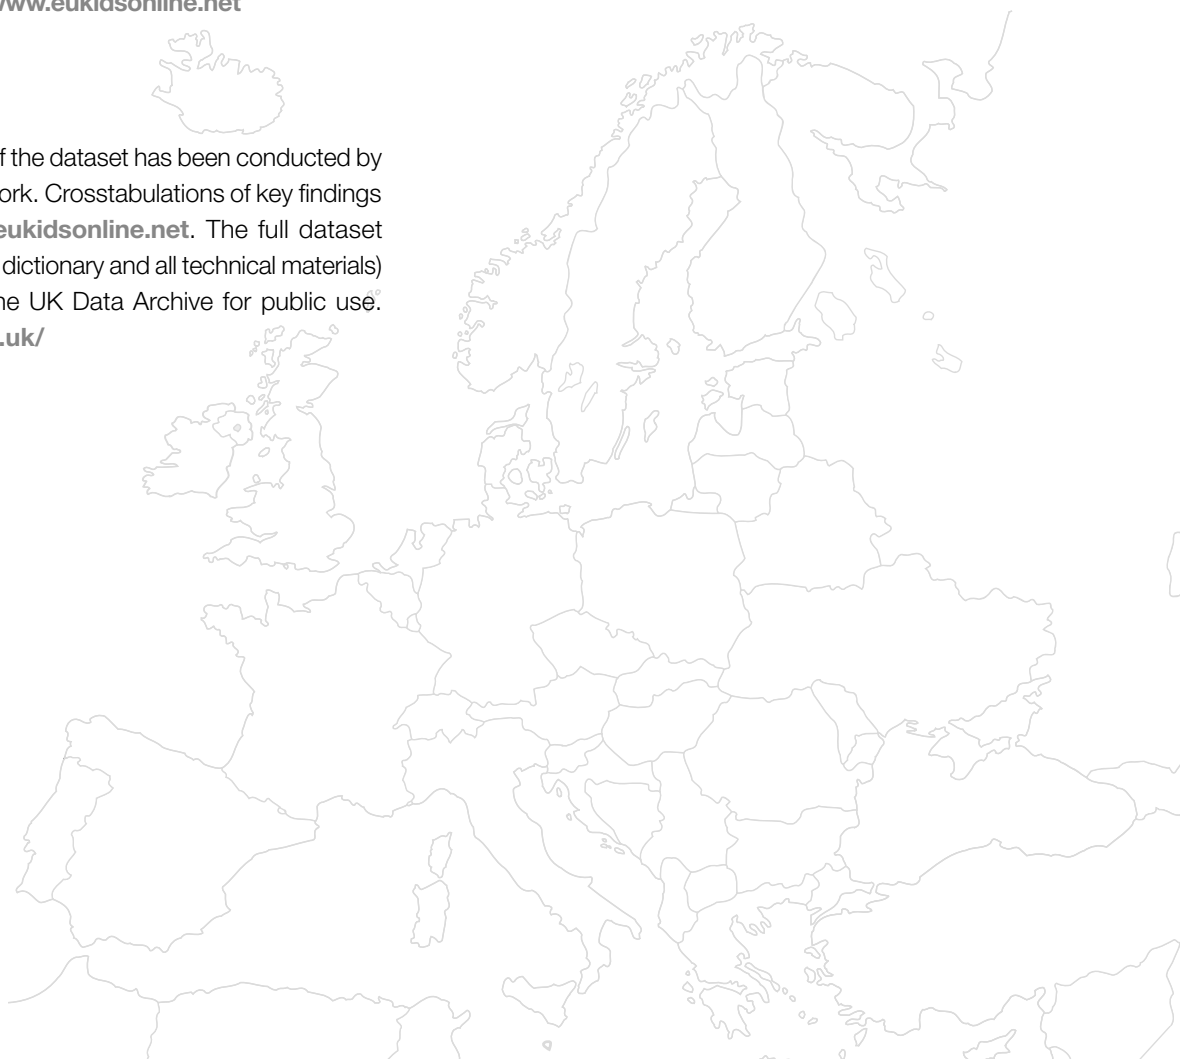 www.eukidsonline.net
f the dataset has been conducted by
ork. Crosstabulations of key findings
eukidsonline.net. The full dataset
dictionary and all technical materials)
he UK Data Archive for public use.
.uk/